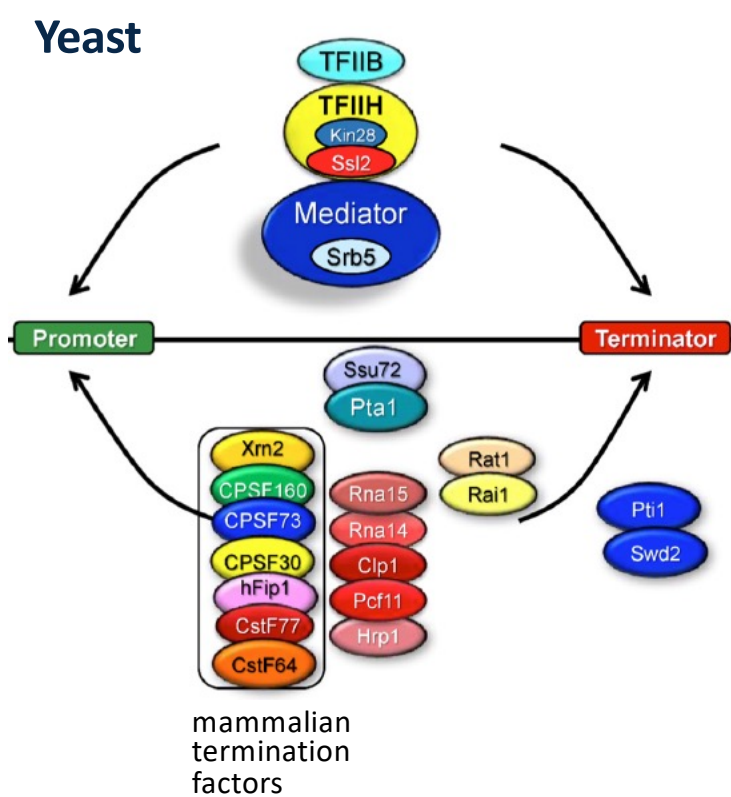 Yeast
TFIIB
TFIIH
Kin28
Ssl2
Mediator
Srb5
Promoter
Terminator
Ssu72
Pta1
Xrn2
CPSF160
CPSF73
CPSF30
hFip1
CstF77
CstF64
Rna15
Rna14
Clp1
Pcf11
Hrp1
Rat1
Rai1
Pti1
Swd2
mammalian
termination
factors